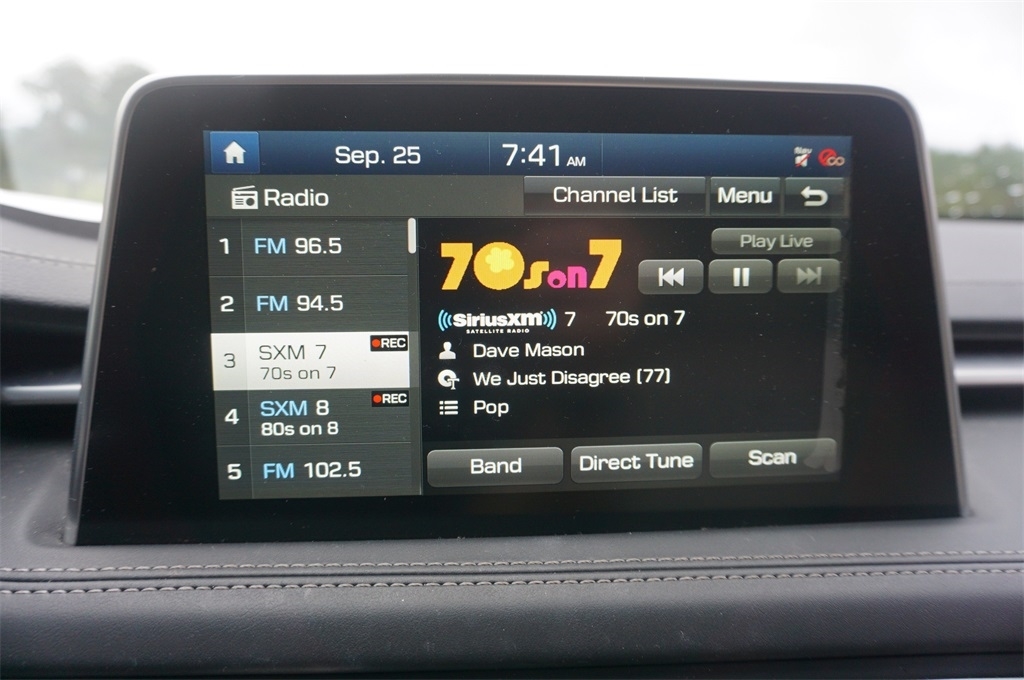 Sep. 25
7:41 AM
Nav
Radio
Channel List
Menu
1 FM 96.5
2 FM 94.5
3 SXM 7 REC
70s on 7
4 SXM 8 REC
80s on 8
5 FM 102.5
70s on 7
Play Live
SiriusXM 7 70s on 7
SATELLITE RADIO
Dave Mason
We Just Disagree (77)
Pop
Band
Direct Tune
Scan